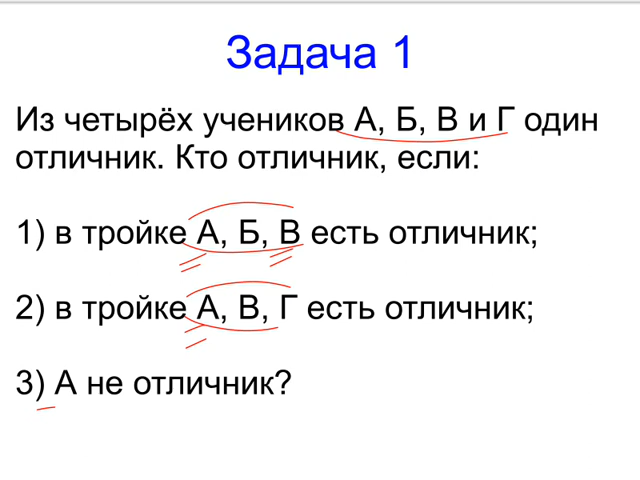 Задача 1
Из четырёх учеников А, Б, В и Г один
отличник. Кто отличник, если:
1) в тройке А, Б, В есть отличник;
2) в тройке А, В, Г есть отличник;
3) А не отличник?